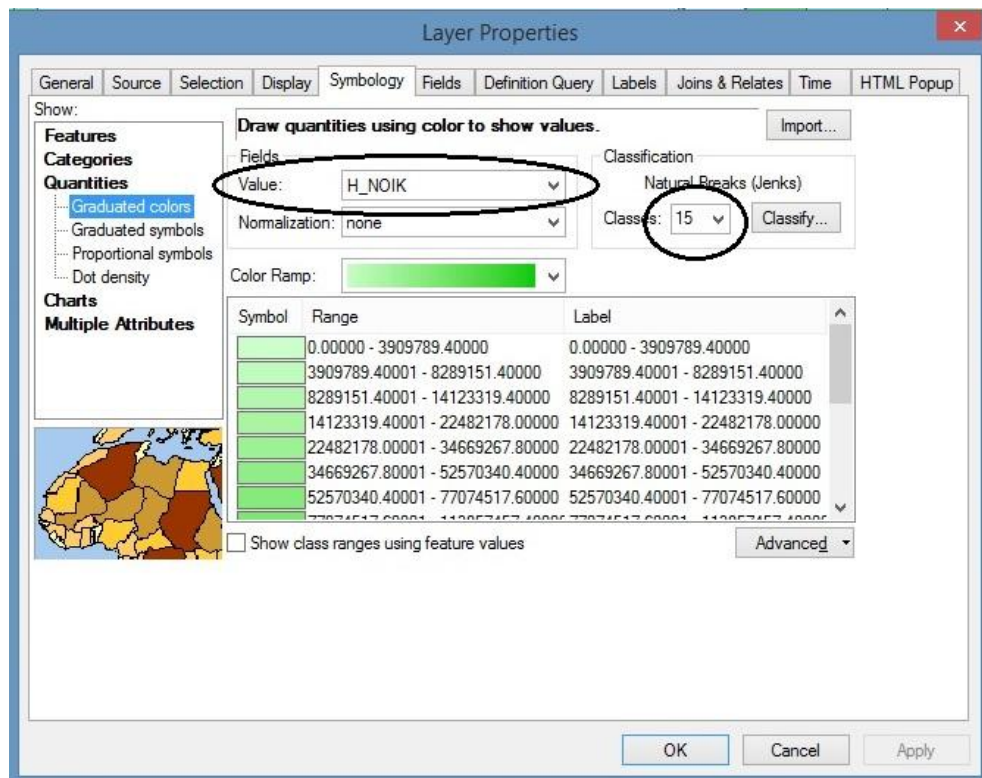 Layer Properties
General Source Selection Display Symbology Fields Definition Query Labels Joins & Relates Time HTML Popup
Show:
Features
Categories
Quantities
Graduated colors
Graduated symbols
Proportional symbols
Dot density
Charts
Multiple Attributes
Draw quantities using color to show values.
Import...
Fields
Value: H_NOIK
Normalization: none
Classification
Natural Breaks (Jenks)
Classes: 15 Classify...
Color Ramp:
Symbol Range Label
0.00000 - 3909789.40000 0.00000 - 3909789.40000
3909789.40001 - 8289151.40000 3909789.40001 - 8289151.40000
8289151.40001 - 14123319.40000 8289151.40001 - 14123319.40000
14123319.40001 - 22482178.00000 14123319.40001 - 22482178.00000
22482178.00001 - 34669267.80000 22482178.00001 - 34669267.80000
34669267.80001 - 52570340.40000 34669267.80001 - 52570340.40000
52570340.40001 - 77074517.60000 52570340.40001 - 77074517.60000
Show class ranges using feature values
Advanced
OK Cancel Apply